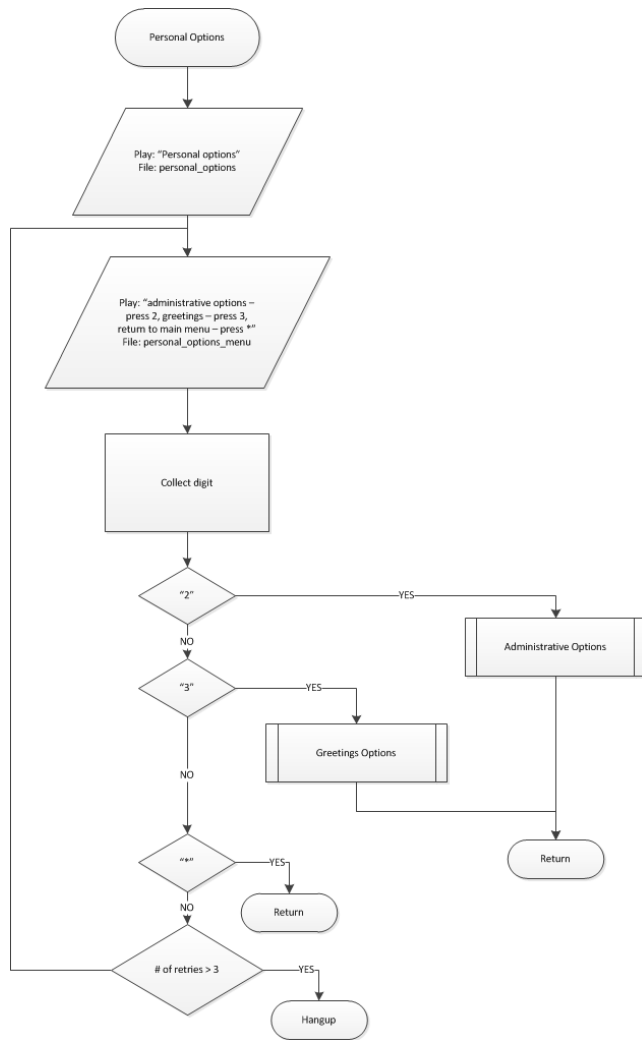 Personal Options
Play: “Personal options”
File: personal_options
Play: “administrative options –
press 2, greetings – press 3,
return to main menu – press *”
File: personal_options_menu
Collect digit
“2”
YES
Administrative Options
NO
“3”
YES
Greetings Options
NO
“*”
YES
Return
Return
NO
# of retries > 3
YES
Hangup